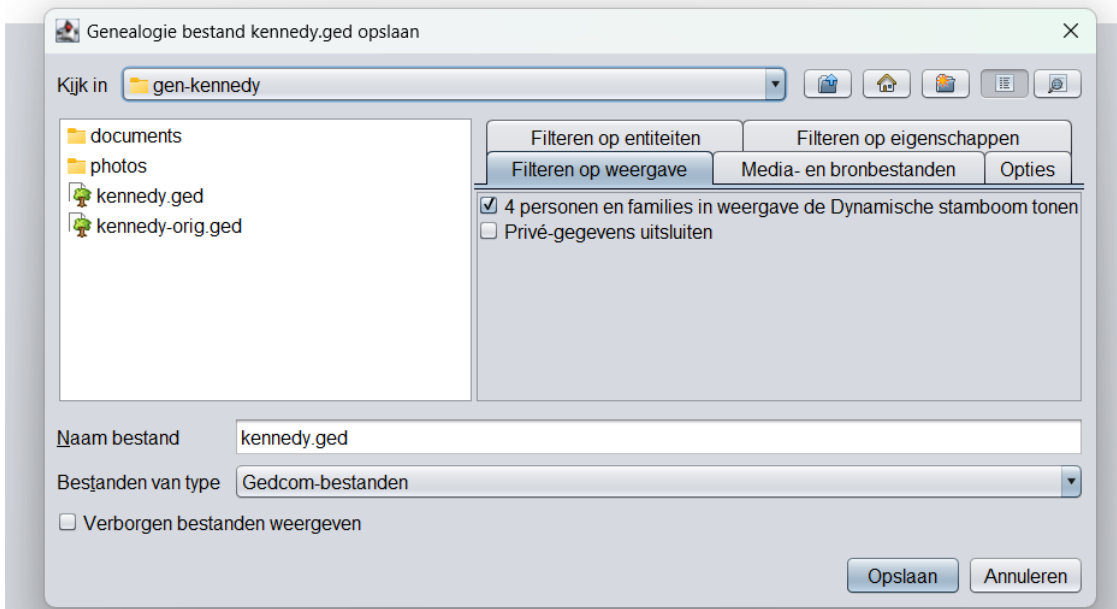 Genealogie bestand kennedy.ged opslaan
Kijk in gen-kennedy
documents
photos
kennedy.ged
kennedy-orig.ged
Filteren op entiteiten Filteren op eigenschappen
Filteren op weergave Media- en bronbestanden Opties
4 personen en families in weergave de Dynamische stamboom tonen
Privé-gegevens uitsluiten
Naam bestand kennedy.ged
Bestanden van type Gedcom-bestanden
Verborgen bestanden weergeven
Opslaan Annuleren